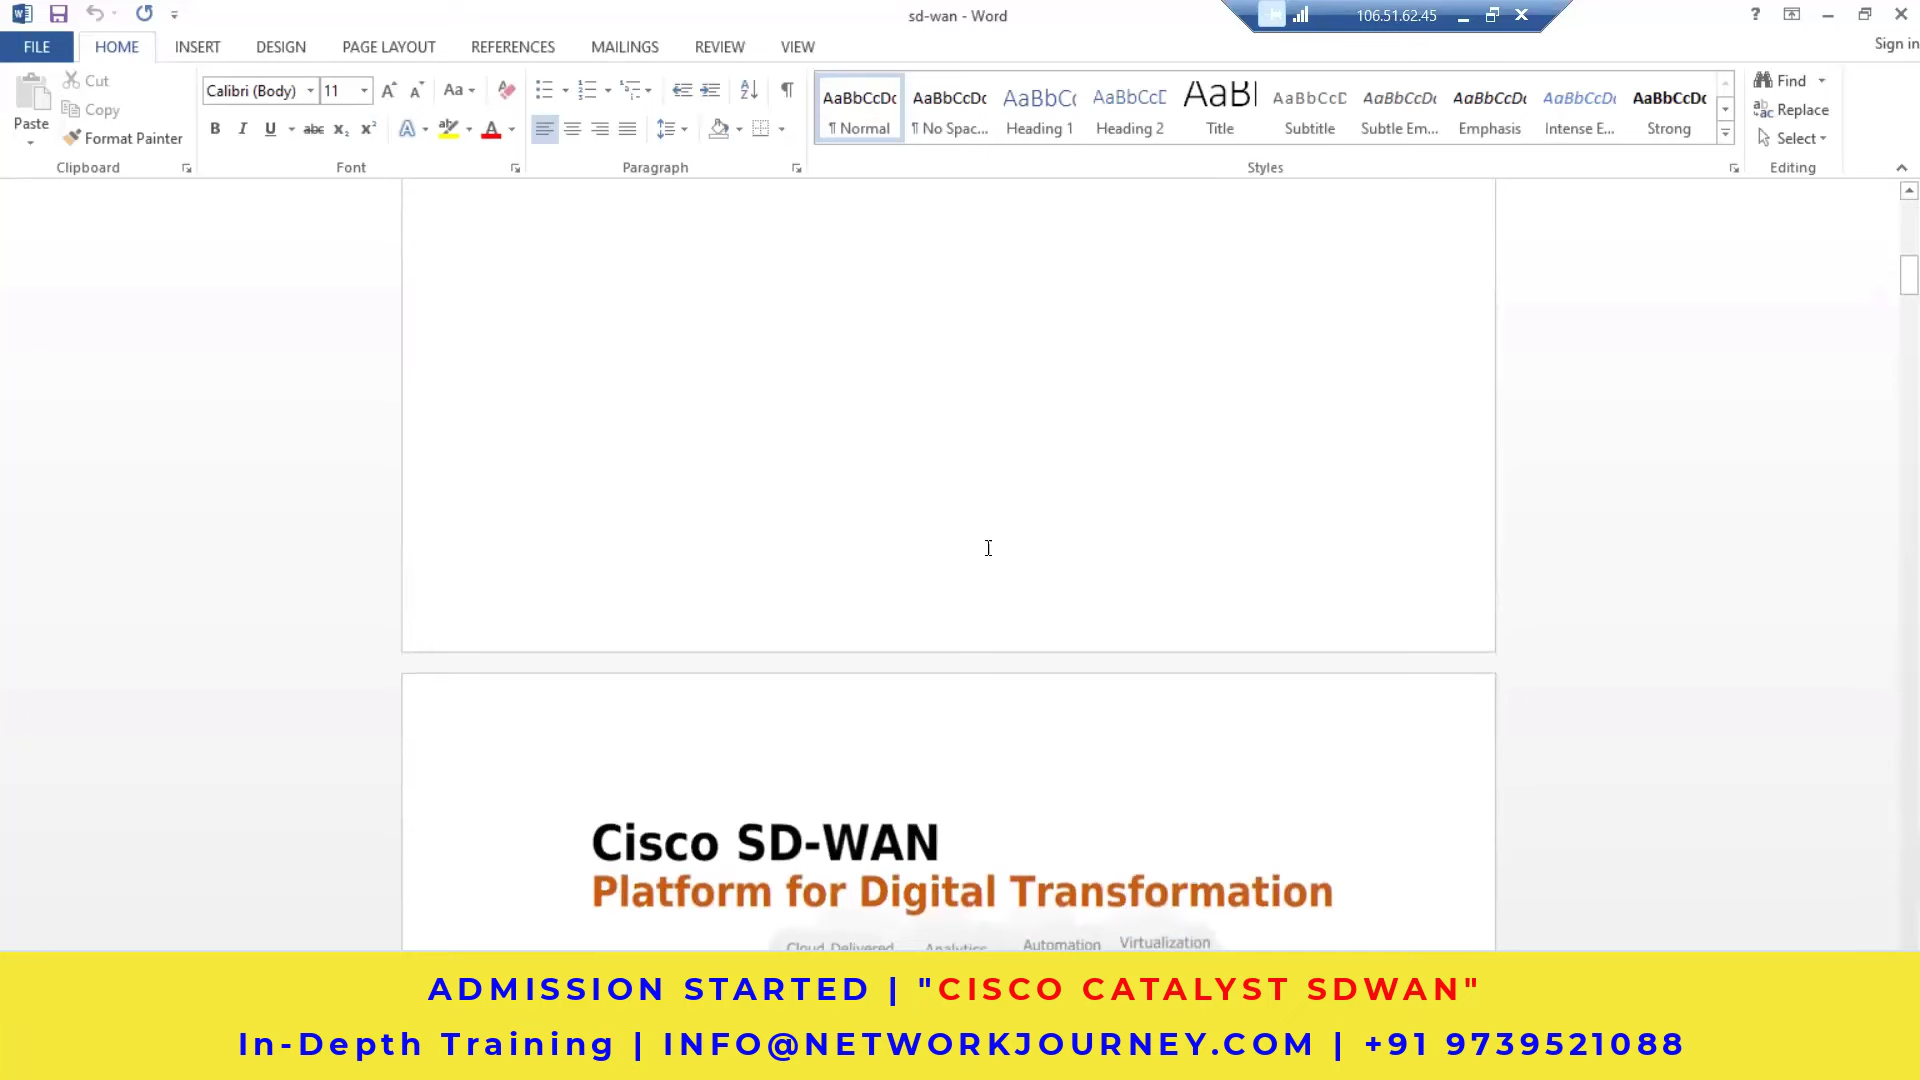 sd-wan - Word
106.51.62.45
Sign in
FILE HOME INSERT DESIGN PAGE LAYOUT REFERENCES MAILINGS REVIEW VIEW
Paste
Cut
Copy
Format Painter
Clipboard
Calibri (Body) 11
Font
Paragraph
AaBbCcDc AaBbCcDc AaBbCc AaBbCcD AaBl AaBbCcD AaBbCcDc AaBbCcDc AaBbCcDc AaBbCcDc
¶ Normal ¶ No Spac... Heading 1 Heading 2 Title Subtitle Subtle Em... Emphasis Intense E... Strong
Styles
Find
Replace
Select
Editing
Cisco SD-WAN
Platform for Digital Transformation
Cloud Delivered Analytics Automation Virtualization
ADMISSION STARTED | "CISCO CATALYST SDWAN"
In-Depth Training | INFO@NETWORKJOURNEY.COM | +91 9739521088